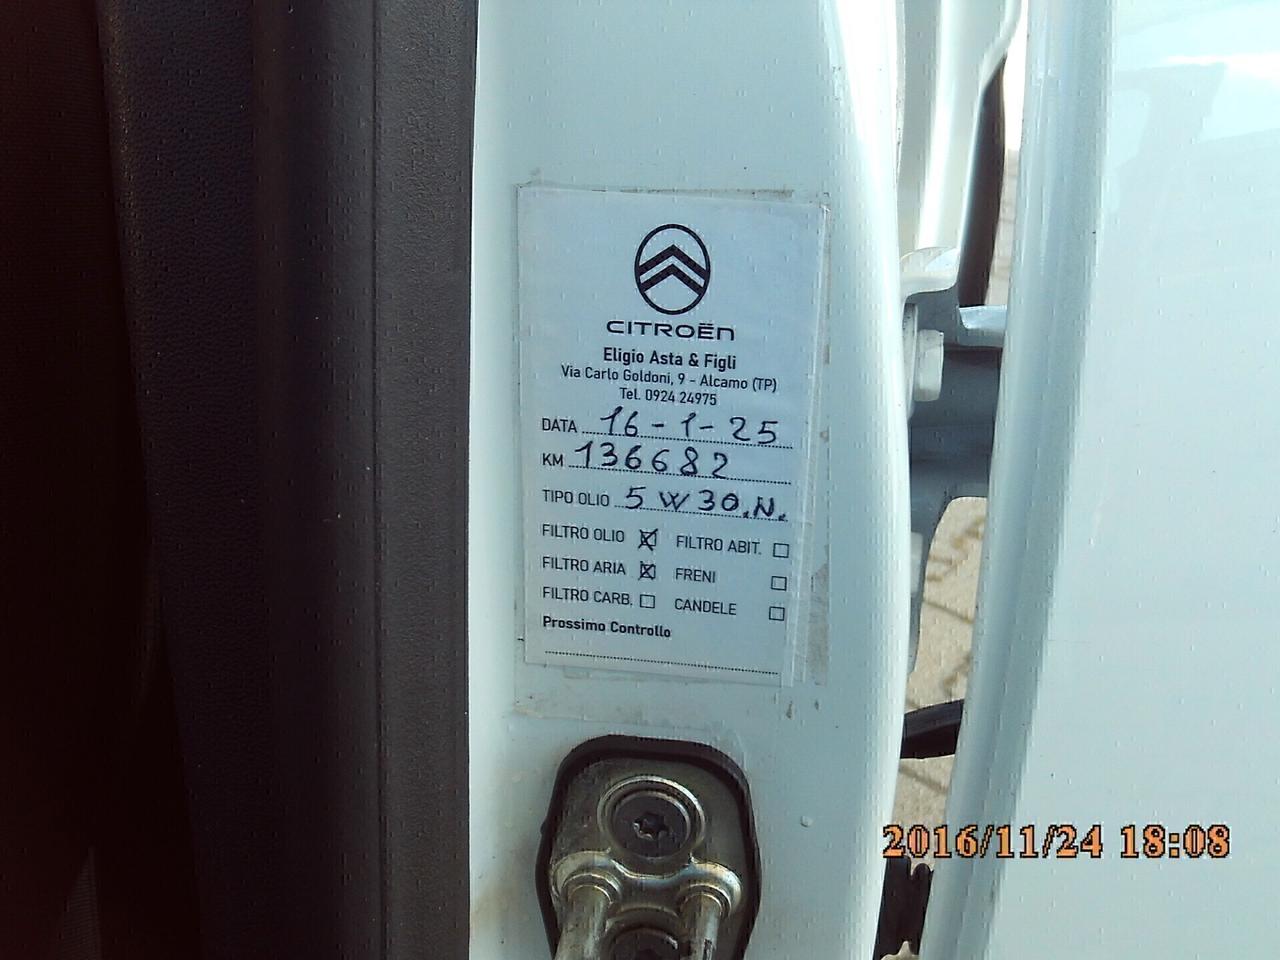 CITROËN
Eligio Asta & Figli
Via Carlo Goldoni, 9 - Alcamo (TP)
Tel. 0924 24975
DATA 16-1-25
KM 136682
TIPO OLIO 5W30.N.
FILTRO OLIO ☒ FILTRO ABIT. ☐
FILTRO ARIA ☒ FRENI ☐
FILTRO CARB. ☐ CANDELE ☐
Prossimo Controllo
2016/11/24 18:08